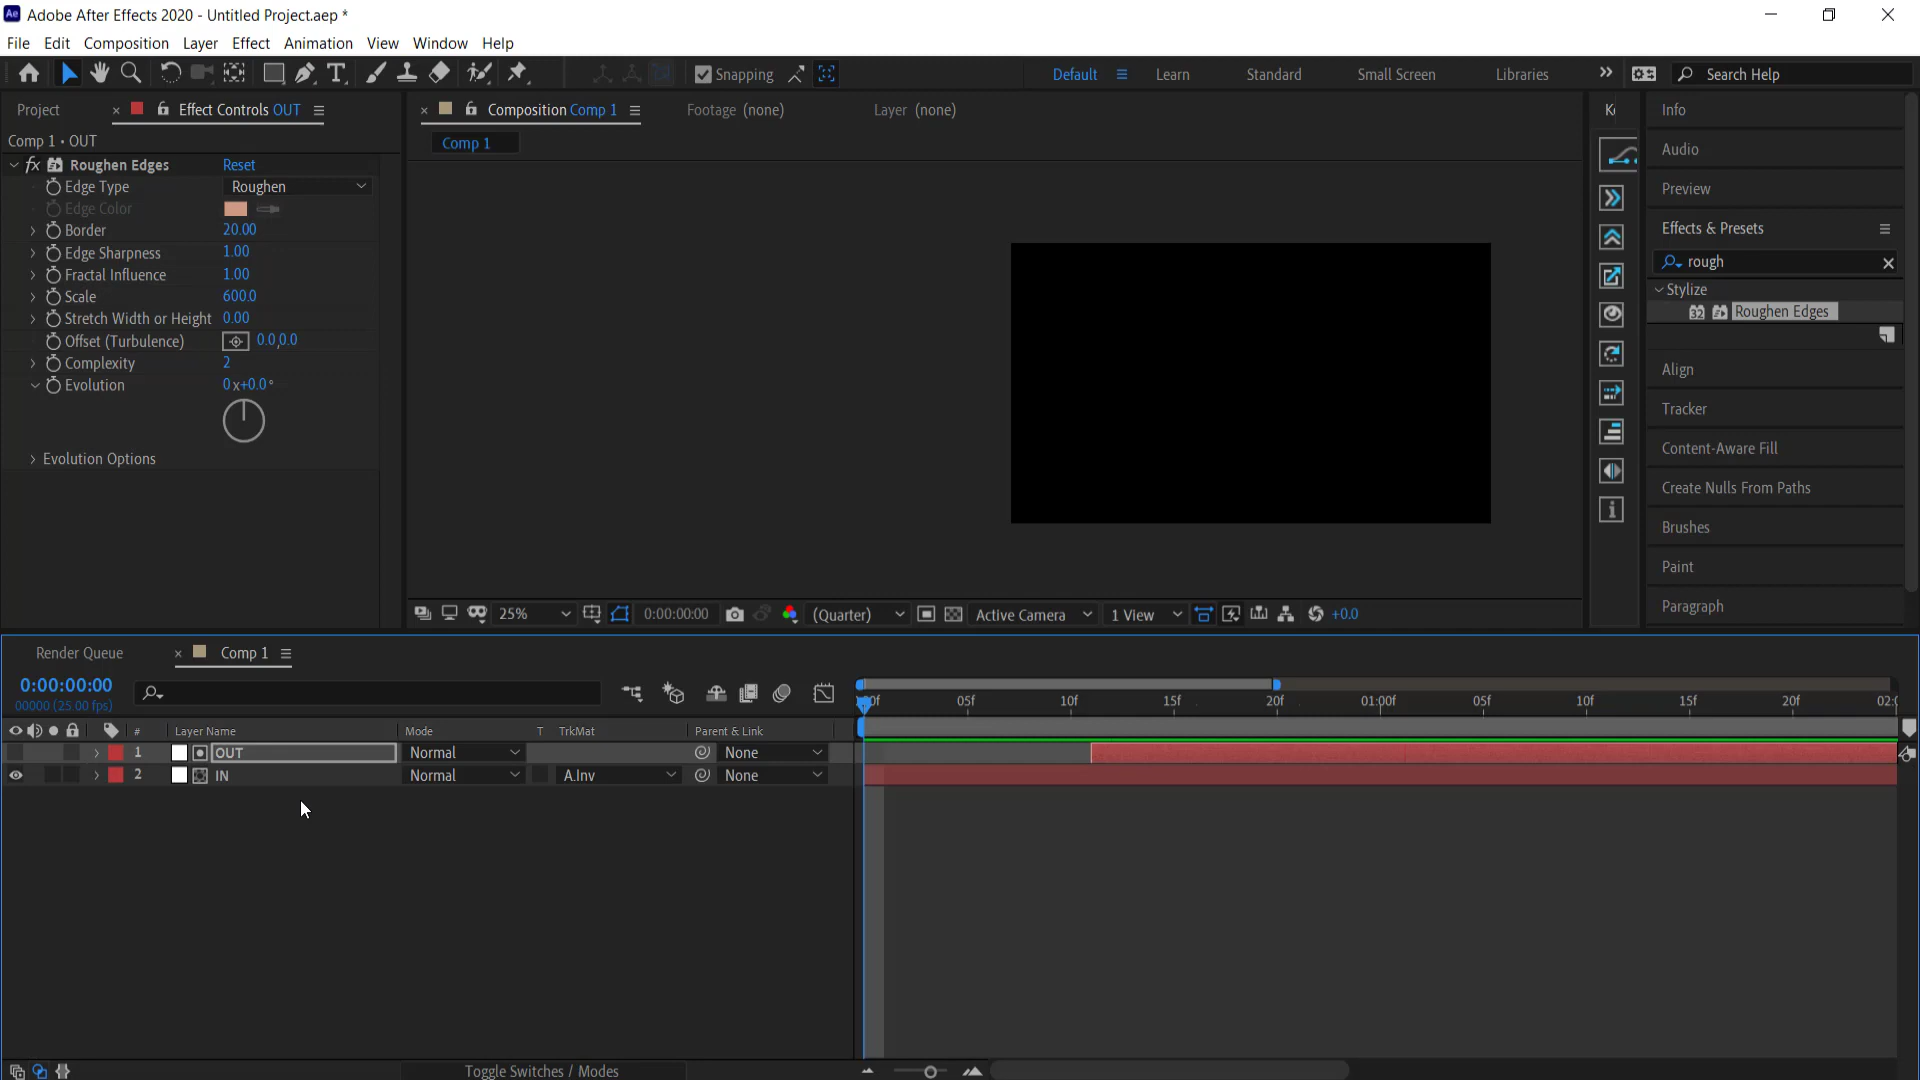 Ae Adobe After Effects 2020 - Untitled Project.aep *
File Edit Composition Layer Effect Animation View Window Help
Snapping Default Learn Standard Small Screen Libraries Search Help
Project Effect Controls OUT Composition Comp 1 Footage (none) Layer (none) Info
Comp 1 • OUT
Comp 1
fx Roughen Edges Reset
Edge Type Roughen
Edge Color
Border 20.00
Edge Sharpness 1.00
Fractal Influence 1.00
Scale 600.0
Stretch Width or Height 0.00
Offset (Turbulence) 0.0,0.0
Complexity 2
Evolution 0x+0.0°
Evolution Options
Audio
Preview
Effects & Presets
rough
Stylize
32 Roughen Edges
Align
Tracker
Content-Aware Fill
Create Nulls From Paths
Brushes
Paint
Paragraph
25% 0:00:00:00 (Quarter) Active Camera 1 View +0.0
Render Queue Comp 1
0:00:00:00
00000 (25.00 fps)
05f 10f 15f 20f 01:00f 05f 10f 15f 20f
# Layer Name Mode T TrkMat Parent & Link
1 OUT Normal None
2 IN Normal A.Inv None
Toggle Switches / Modes